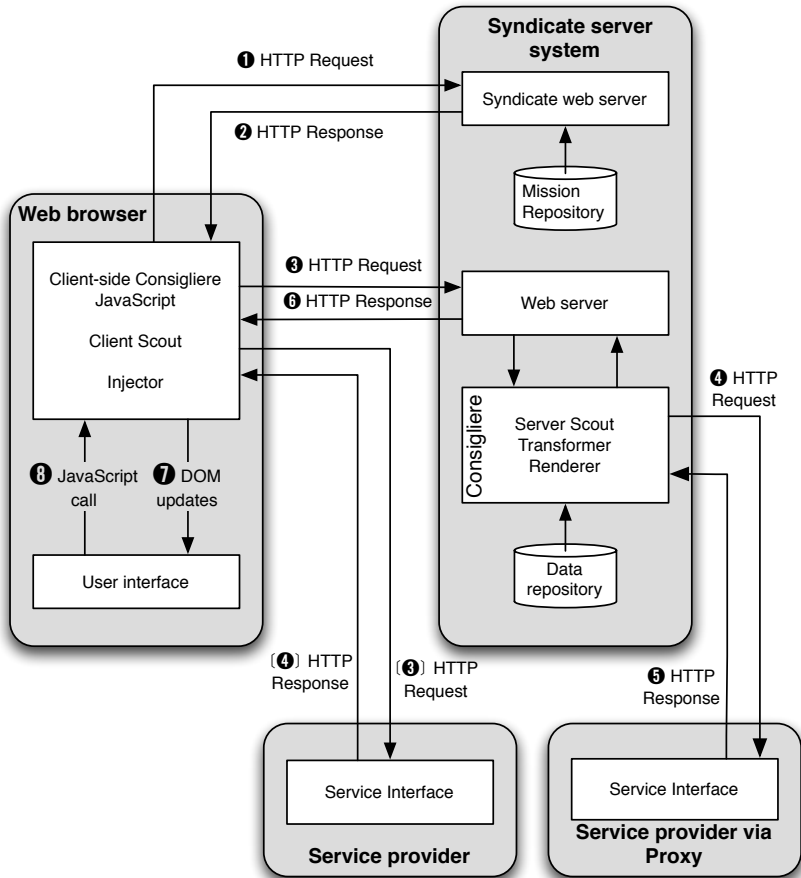 Syndicate server
system
❶ HTTP Request
Syndicate web server
❷ HTTP Response
Mission
Repository
Web browser
Client-side Consigliere
JavaScript
Client Scout
Injector
❸ HTTP Request
❻ HTTP Response
Web server
❹ HTTP
Request
Consigliere
Server Scout
Transformer
Renderer
❽ JavaScript
call
❼ DOM
updates
User interface
Data
repository
[❹] HTTP
Response
[❸] HTTP
Request
❺ HTTP
Response
Service Interface
Service provider
Service Interface
Service provider via
Proxy